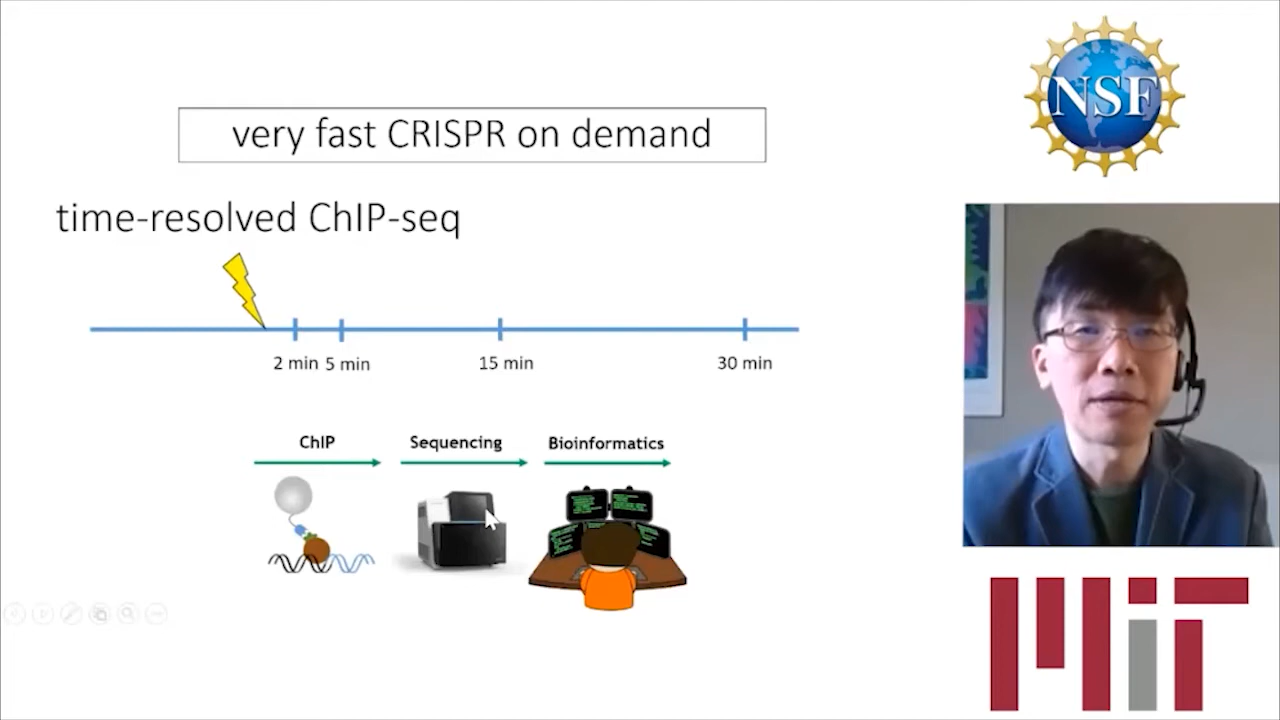 very fast CRISPR on demand
NSF
time-resolved ChIP-seq
2 min 5 min 15 min 30 min
ChIP Sequencing Bioinformatics
MIT